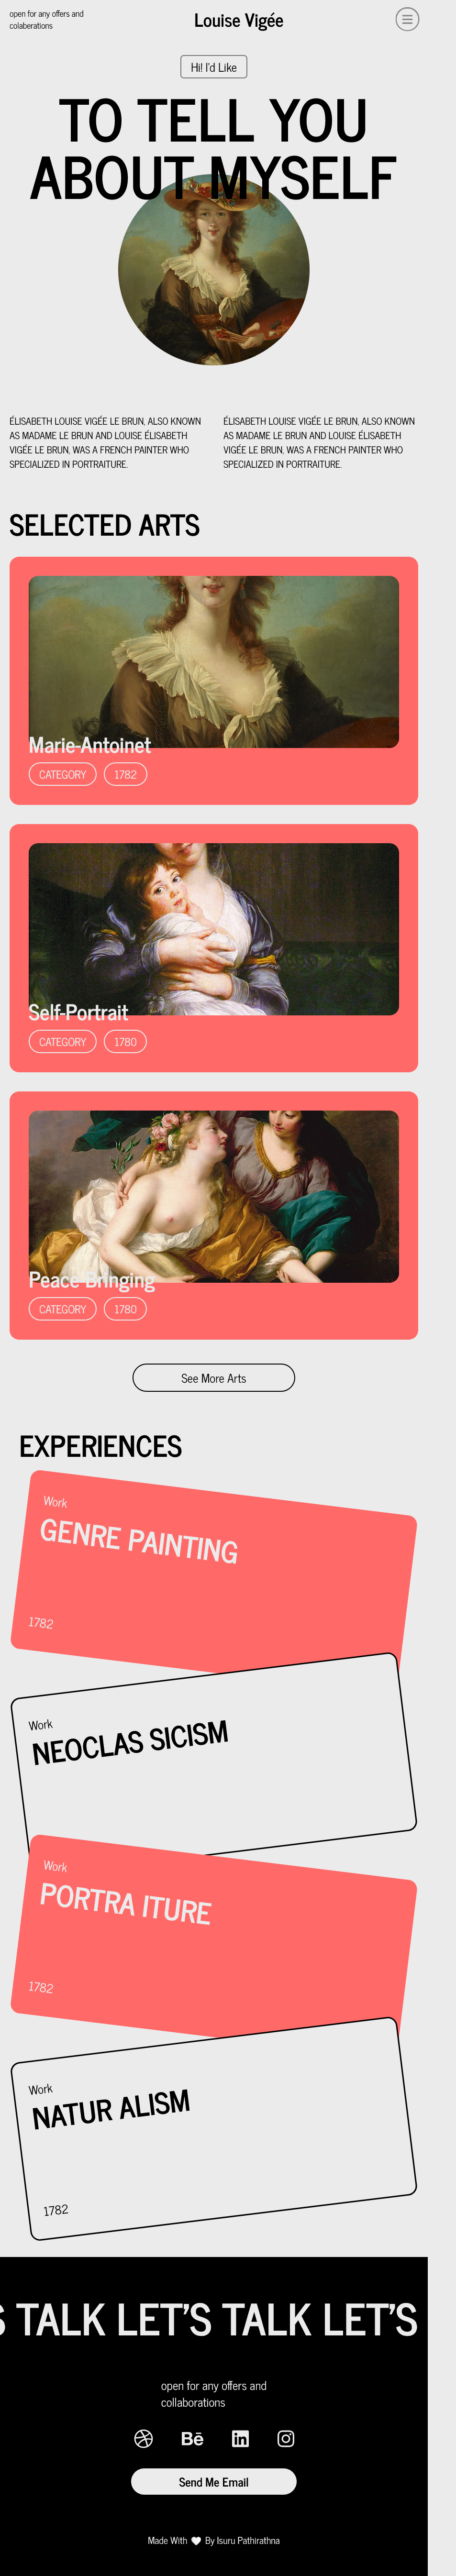 open for any offers and
colaberations
Louise Vigée
Hi! I'd Like
TO TELL YOU
ABOUT MYSELF
ÉLISABETH LOUISE VIGÉE LE BRUN, ALSO KNOWN
AS MADAME LE BRUN AND LOUISE ÉLISABETH
VIGÉE LE BRUN, WAS A FRENCH PAINTER WHO
SPECIALIZED IN PORTRAITURE.
ÉLISABETH LOUISE VIGÉE LE BRUN, ALSO KNOWN
AS MADAME LE BRUN AND LOUISE ÉLISABETH
VIGÉE LE BRUN, WAS A FRENCH PAINTER WHO
SPECIALIZED IN PORTRAITURE.
SELECTED ARTS
Marie-Antoinet
CATEGORY 1782
Self-Portrait
CATEGORY 1780
Peace-Bringing
CATEGORY 1780
See More Arts
EXPERIENCES
Work
GENRE PAINTING
1782
Work
NEOCLAS SICISM
Work
PORTRA ITURE
1782
Work
NATUR ALISM
1782
S TALK LET'S TALK LET'S
open for any offers and
collaborations
Bē
in
Send Me Email
Made With By Isuru Pathirathna